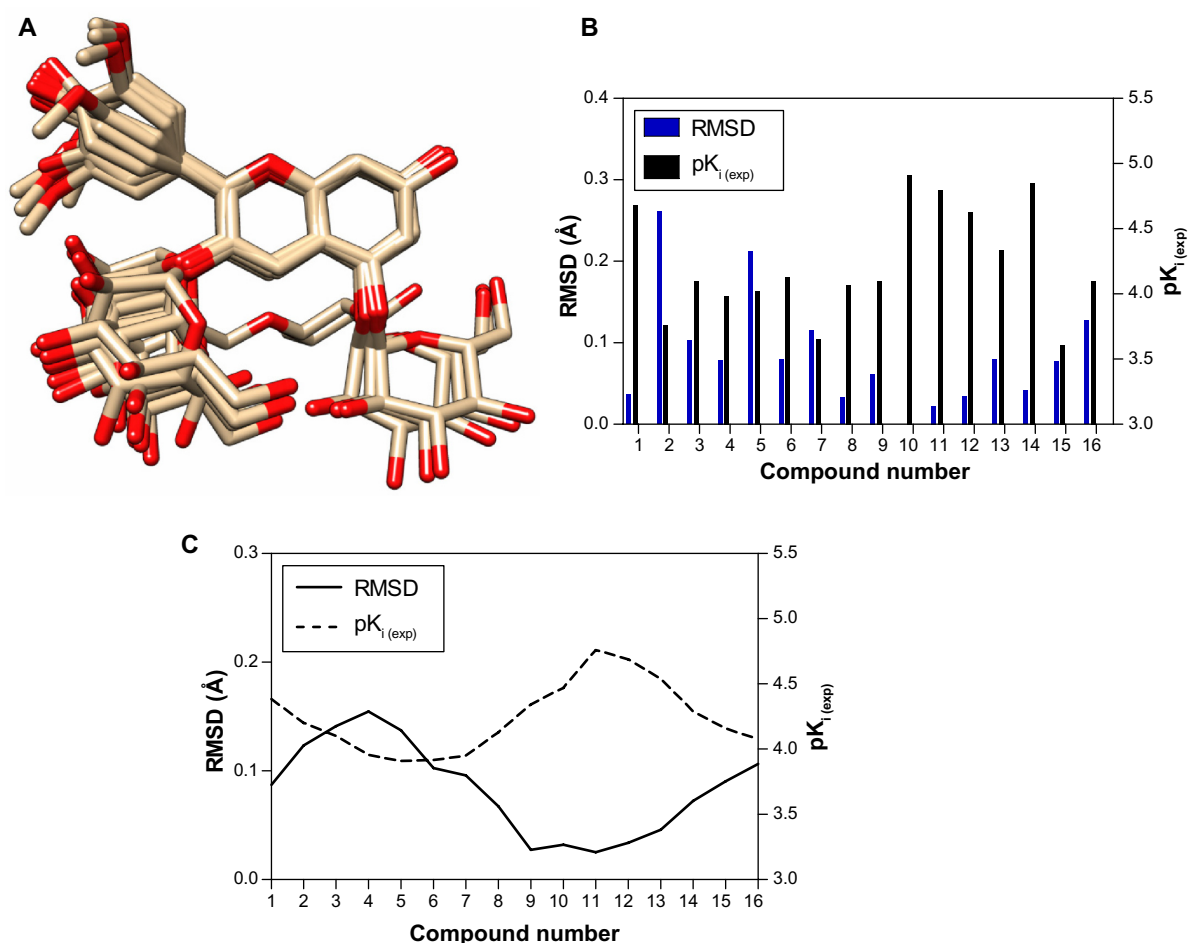 A
B
RMSD
pKi (exp)
0.4
0.3
0.2
0.1
0.0
RMSD (Å)
5.5
5.0
4.5
4.0
3.5
3.0
pKi (exp)
1 2 3 4 5 6 7 8 9 10 11 12 13 14 15 16
Compound number
C
RMSD
pKi (exp)
0.3
0.2
0.1
0.0
RMSD (Å)
5.5
5.0
4.5
4.0
3.5
3.0
pKi (exp)
1 2 3 4 5 6 7 8 9 10 11 12 13 14 15 16
Compound number